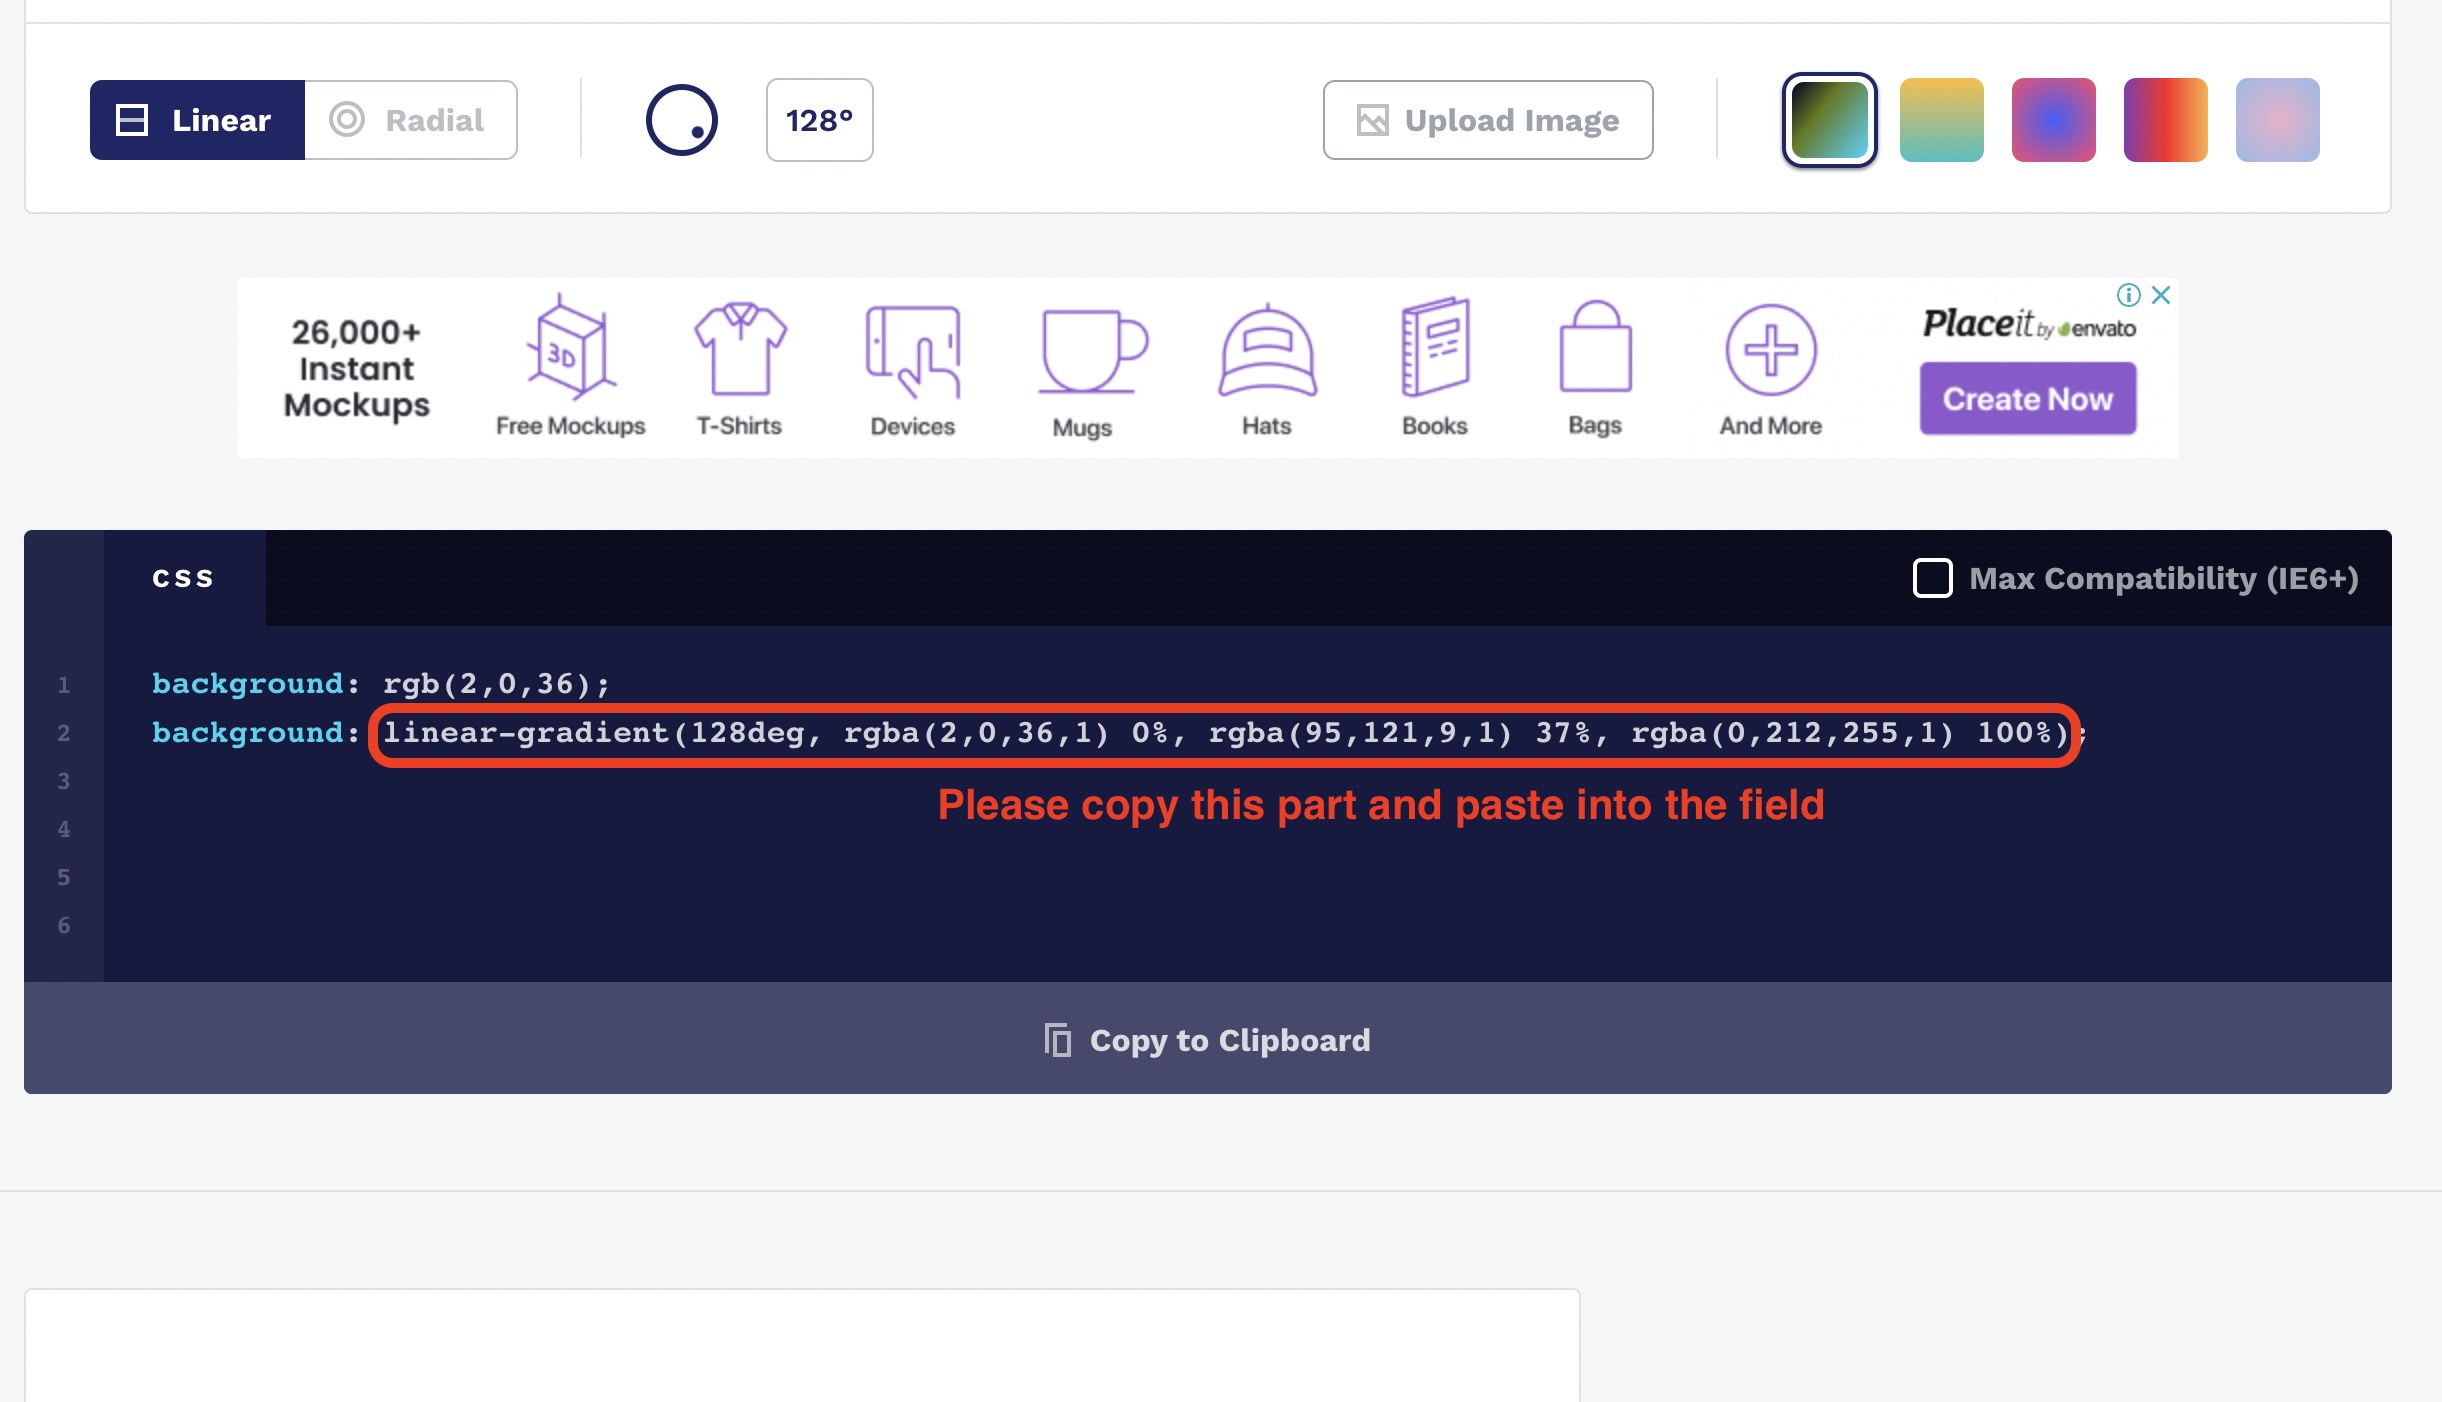 Linear
Radial
128°
Upload Image
26,000+
Instant
Mockups
3D
Free Mockups
T-Shirts
Devices
Mugs
Hats
Books
Bags
And More
Placeit by envato
Create Now
css
Max Compatibility (IE6+)
1 background: rgb(2,0,36);
2 background: linear-gradient(128deg, rgba(2,0,36,1) 0%, rgba(95,121,9,1) 37%, rgba(0,212,255,1) 100%);
3
Please copy this part and paste into the field
4
5
6
Copy to Clipboard